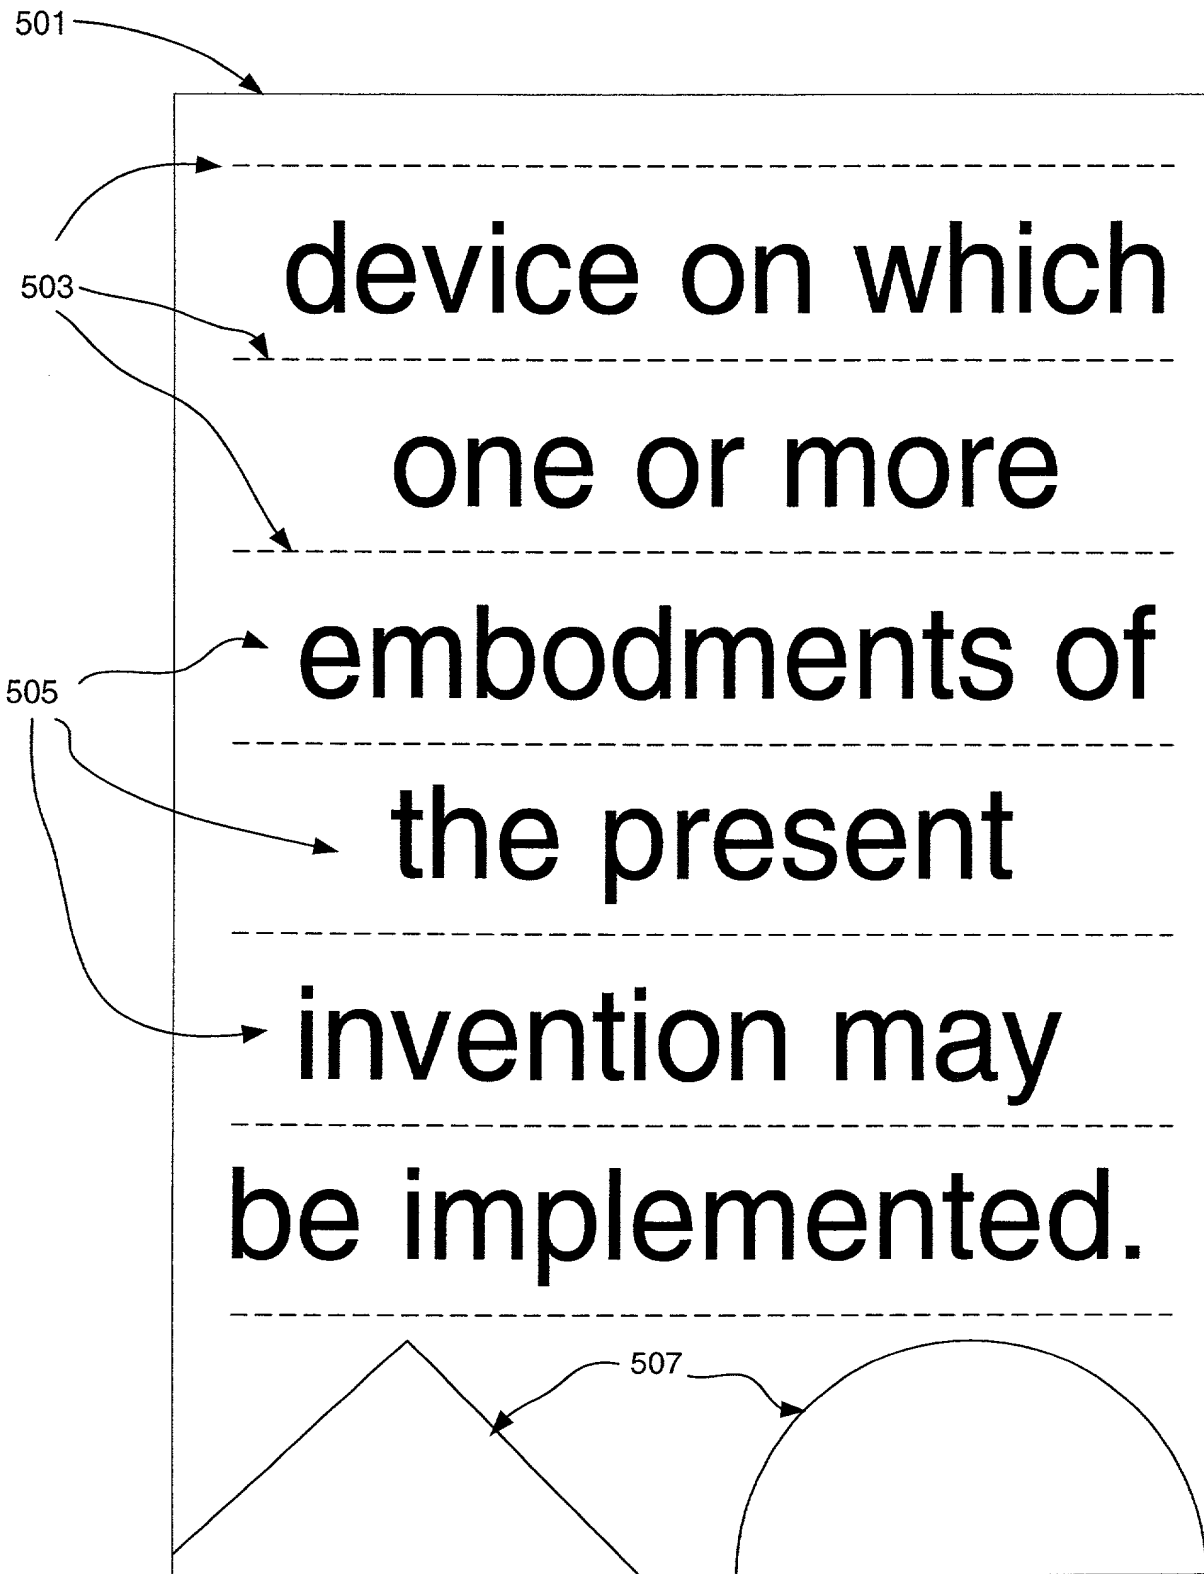 501
device on which
503
one or more
embodments of
505
the present
invention may
be implemented.
507